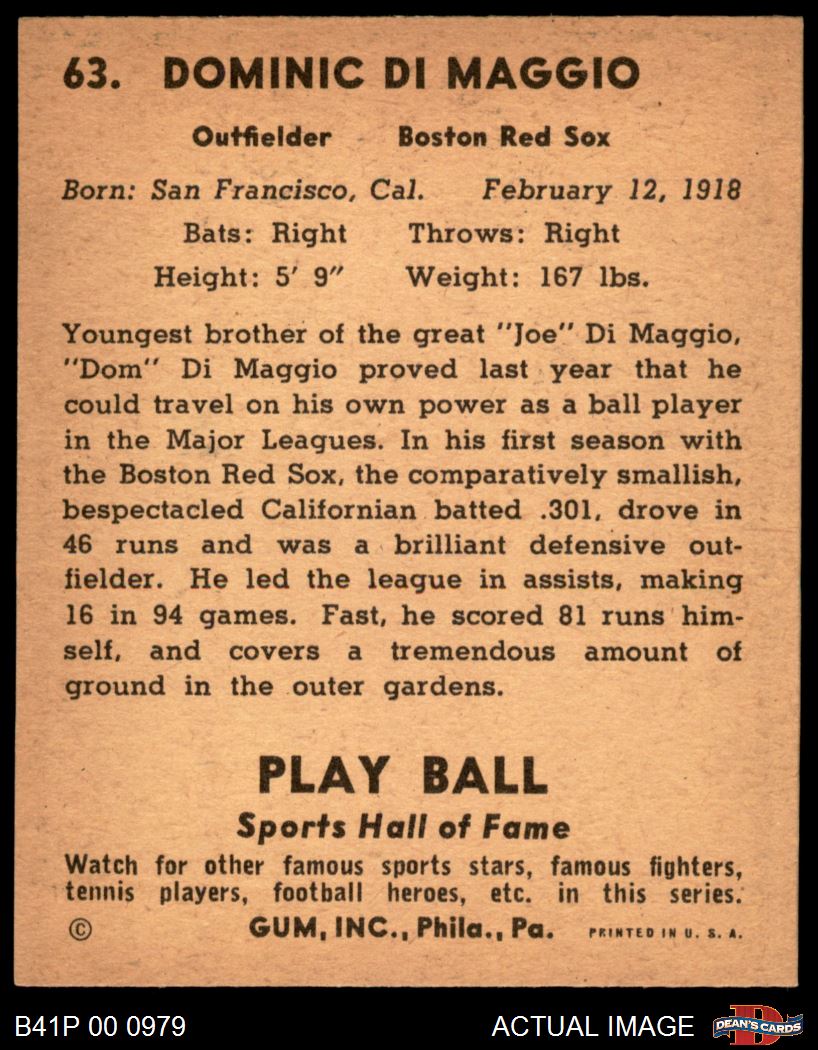 63. DOMINIC DI MAGGIO
Outfielder Boston Red Sox
Born: San Francisco, Cal. February 12, 1918
Bats: Right Throws: Right
Height: 5′ 9″ Weight: 167 lbs.
Youngest brother of the great "Joe" Di Maggio,
"Dom" Di Maggio proved last year that he
could travel on his own power as a ball player
in the Major Leagues. In his first season with
the Boston Red Sox, the comparatively smallish,
bespectacled Californian batted .301, drove in
46 runs and was a brilliant defensive out-
fielder. He led the league in assists, making
16 in 94 games. Fast, he scored 81 runs him-
self, and covers a tremendous amount of
ground in the outer gardens.
PLAY BALL
Sports Hall of Fame
Watch for other famous sports stars, famous fighters,
tennis players, football heroes, etc. in this series.
© GUM, INC., Phila., Pa. PRINTED IN U. S. A.
B41P 00 0979 ACTUAL IMAGE D DEAN'S CARDS